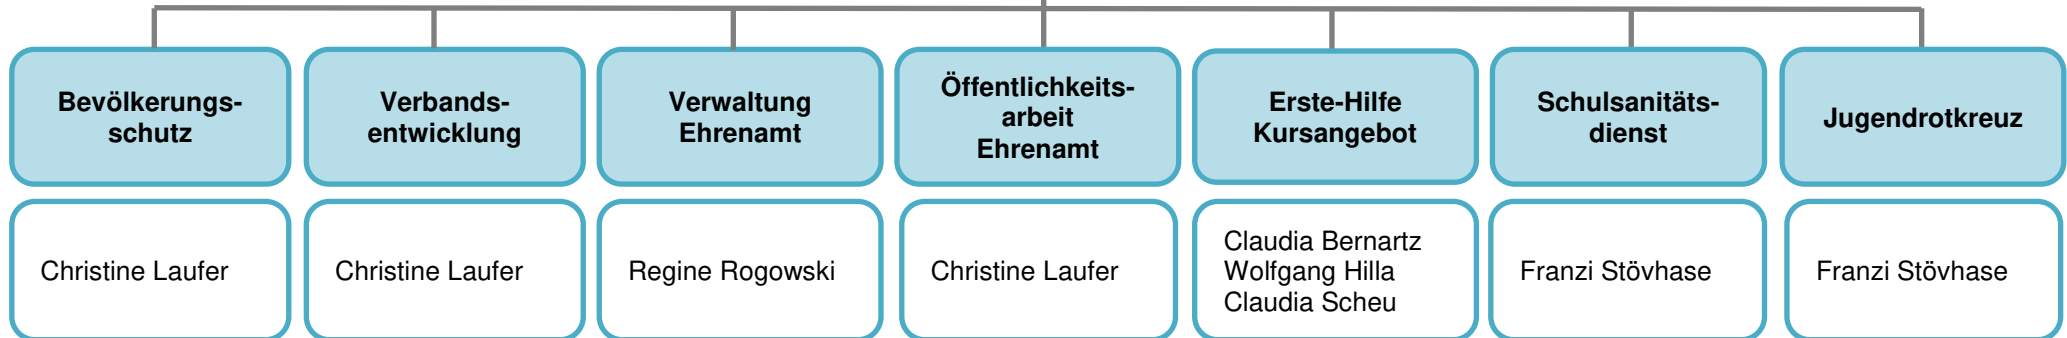 Bevölkerungs-
schutz
Verbands-
entwicklung
Verwaltung
Ehrenamt
Öffentlichkeits-
arbeit
Ehrenamt
Erste-Hilfe
Kursangebot
Schulsanitäts-
dienst
Jugendrotkreuz
Christine Laufer
Christine Laufer
Regine Rogowski
Christine Laufer
Claudia Bernartz
Wolfgang Hilla
Claudia Scheu
Franzi Stövhase
Franzi Stövhase